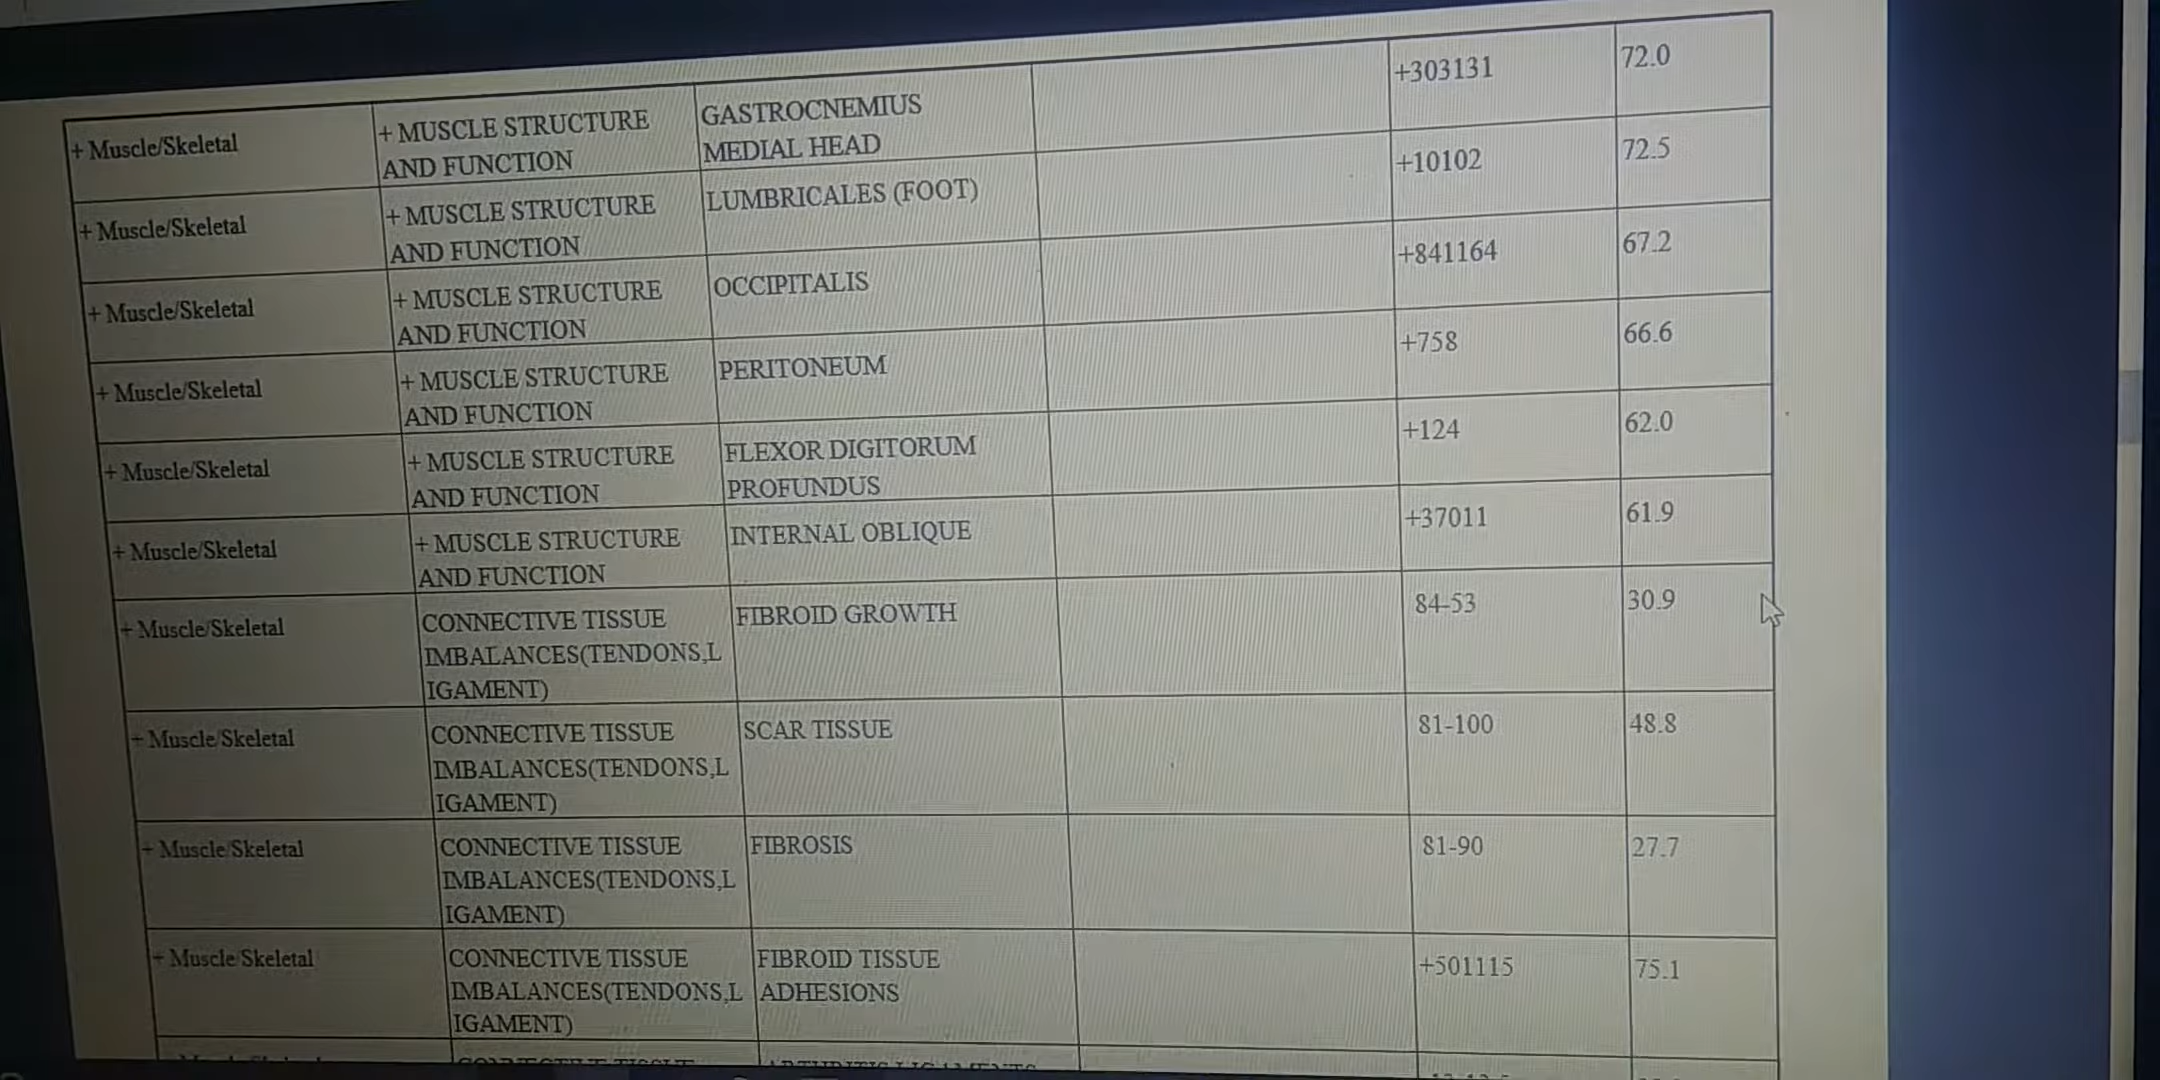 + Muscle/Skeletal + MUSCLE STRUCTURE GASTROCNEMIUS +303131 72.0
AND FUNCTION MEDIAL HEAD
+ Muscle/Skeletal + MUSCLE STRUCTURE LUMBRICALES (FOOT) +10102 72.5
AND FUNCTION
+ Muscle/Skeletal + MUSCLE STRUCTURE OCCIPITALIS +841164 67.2
AND FUNCTION
+ Muscle/Skeletal + MUSCLE STRUCTURE PERITONEUM +758 66.6
AND FUNCTION
+ Muscle/Skeletal + MUSCLE STRUCTURE FLEXOR DIGITORUM +124 62.0
AND FUNCTION PROFUNDUS
+ Muscle/Skeletal + MUSCLE STRUCTURE INTERNAL OBLIQUE +37011 61.9
AND FUNCTION
+ Muscle/Skeletal CONNECTIVE TISSUE FIBROID GROWTH 84-53 30.9
IMBALANCES(TENDONS,L
IGAMENT)
+ Muscle/Skeletal CONNECTIVE TISSUE SCAR TISSUE 81-100 48.8
IMBALANCES(TENDONS,L
IGAMENT)
+ Muscle/Skeletal CONNECTIVE TISSUE FIBROSIS 81-90 27.7
IMBALANCES(TENDONS,L
IGAMENT)
+ Muscle/Skeletal CONNECTIVE TISSUE FIBROID TISSUE +501115 75.1
IMBALANCES(TENDONS,L ADHESIONS
IGAMENT)